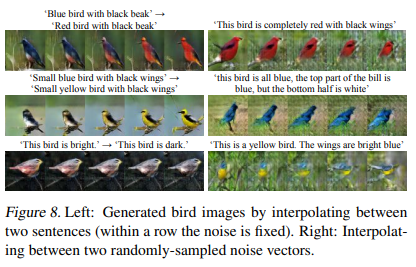 'Blue bird with black beak' →
'Red bird with black beak'
'Small blue bird with black wings' →
'Small yellow bird with black wings'
'This bird is bright.' → 'This bird is dark.'
'This bird is completely red with black wings'
'this bird is all blue, the top part of the bill is
blue, but the bottom half is white'
'This is a yellow bird. The wings are bright blue'
Figure 8. Left: Generated bird images by interpolating between
two sentences (within a row the noise is fixed). Right: Interpolat-
ing between two randomly-sampled noise vectors.